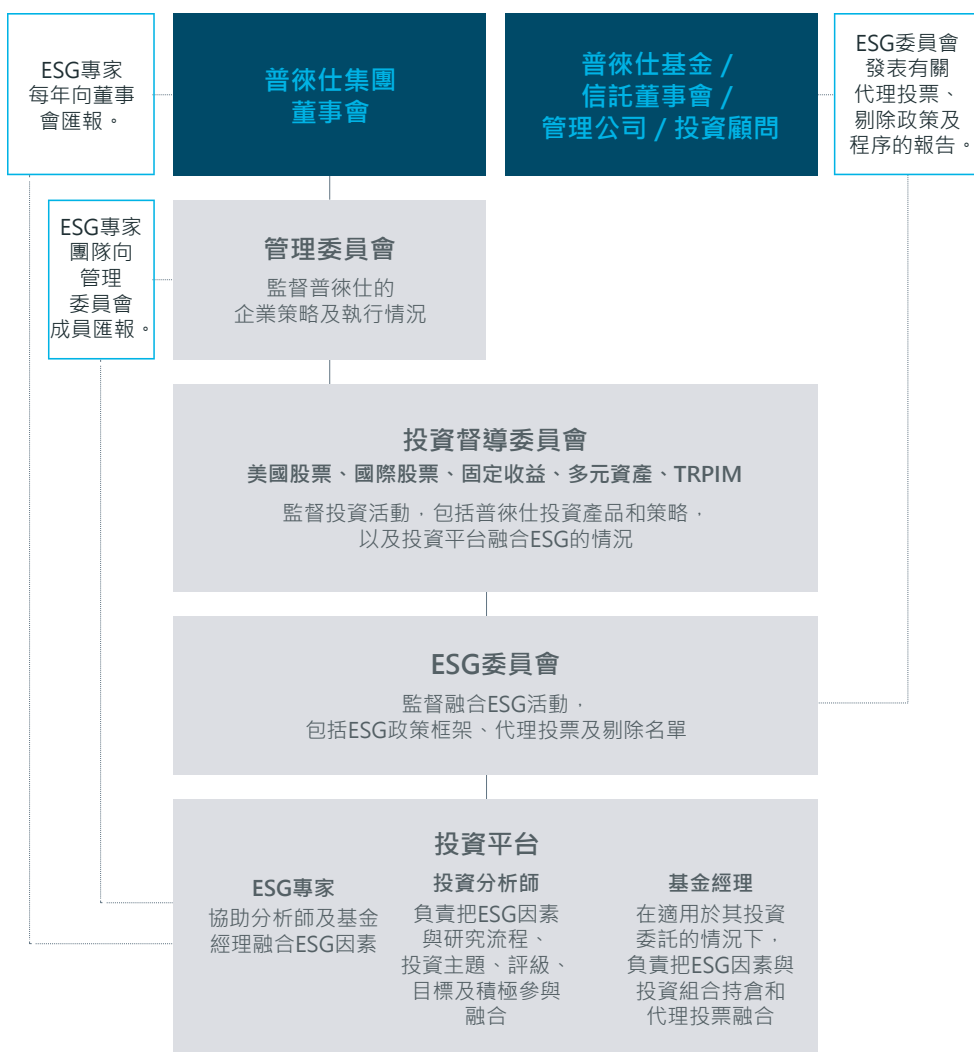 ESG專家
每年向董事
會匯報。
普徠仕集團
董事會
普徠仕基金 /
信託董事會 /
管理公司 / 投資顧問
ESG委員會
發表有關
代理投票、
剔除政策及
程序的報告。
ESG專家
團隊向
管理
委員會
成員匯報。
管理委員會
監督普徠仕的
企業策略及執行情況
投資督導委員會
美國股票、國際股票、固定收益、多元資產、TRPIM
監督投資活動，包括普徠仕投資產品和策略，
以及投資平台融合ESG的情況
ESG委員會
監督融合ESG活動，
包括ESG政策框架、代理投票及剔除名單
投資平台
ESG專家
協助分析師及基金
經理融合ESG因素
投資分析師
負責把ESG因素
與研究流程、
投資主題、評級、
目標及積極參與
融合
基金經理
在適用於其投資
委託的情況下，
負責把ESG因素與
投資組合持倉和
代理投票融合